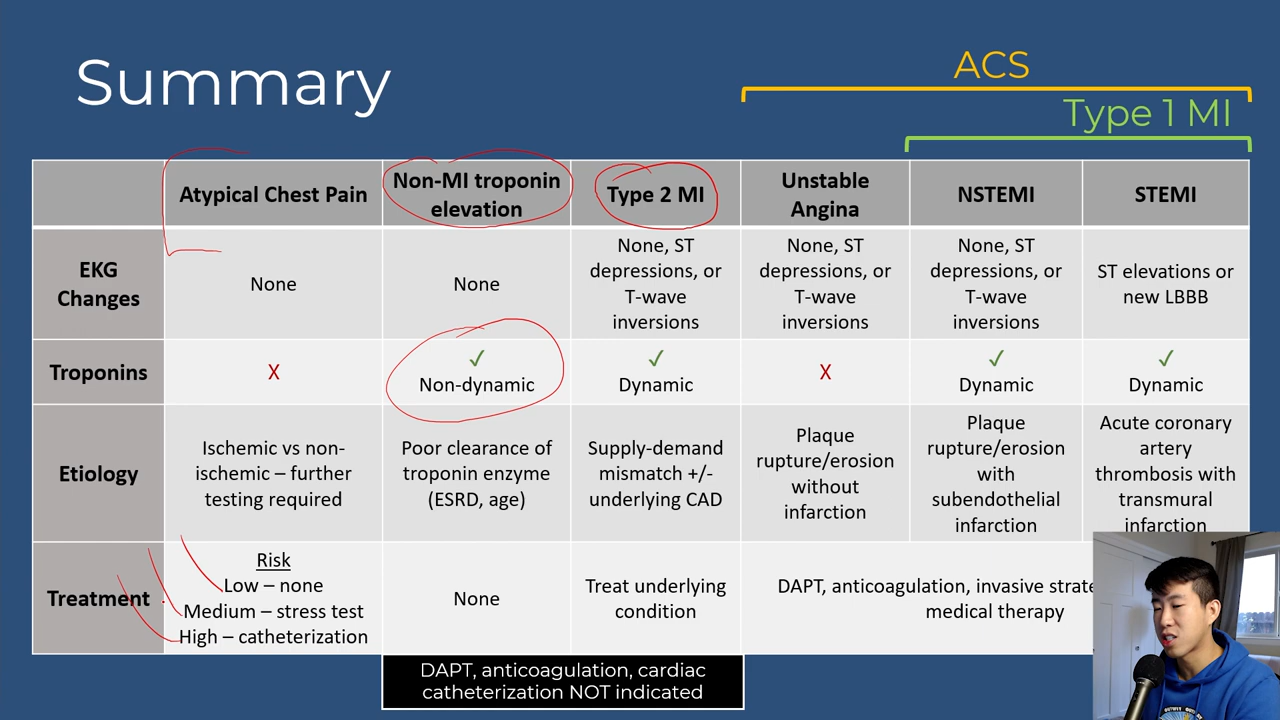 Summary
ACS
Type 1 MI
Atypical Chest Pain
Non-MI troponin
elevation
Type 2 MI
Unstable
Angina
NSTEMI
STEMI
EKG
Changes
None
None
None, ST
depressions, or
T-wave
inversions
None, ST
depressions, or
T-wave
inversions
None, ST
depressions, or
T-wave
inversions
ST elevations or
new LBBB
Troponins
X
✓
Non-dynamic
✓
Dynamic
X
✓
Dynamic
✓
Dynamic
Etiology
Ischemic vs non-
ischemic – further
testing required
Poor clearance of
troponin enzyme
(ESRD, age)
Supply-demand
mismatch +/-
underlying CAD
Plaque
rupture/erosion
without
infarction
Plaque
rupture/erosion
with
subendothelial
infarction
Acute coronary
artery
thrombosis with
transmural
infarction
Treatment
Risk
Low – none
Medium – stress test
High – catheterization
None
Treat underlying
condition
DAPT, anticoagulation, invasive
medical therapy
DAPT, anticoagulation, cardiac
catheterization NOT indicated